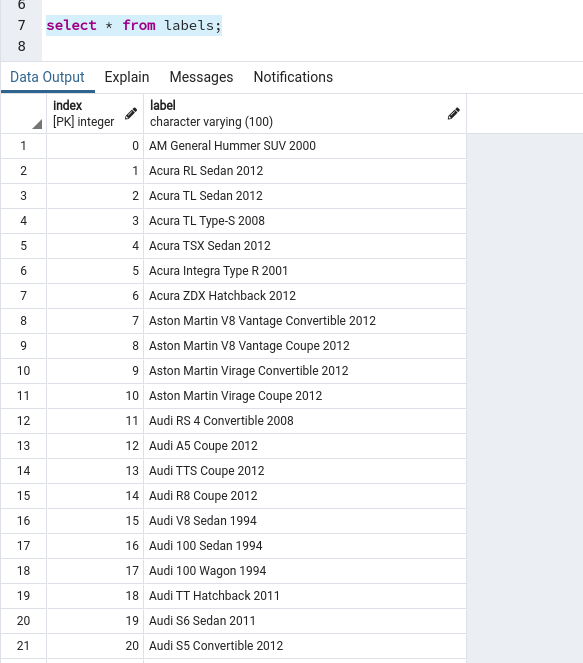 6
7 select * from labels;
8
Data Output Explain Messages Notifications
index label
[PK] integer character varying (100)
1 0 AM General Hummer SUV 2000
2 1 Acura RL Sedan 2012
3 2 Acura TL Sedan 2012
4 3 Acura TL Type-S 2008
5 4 Acura TSX Sedan 2012
6 5 Acura Integra Type R 2001
7 6 Acura ZDX Hatchback 2012
8 7 Aston Martin V8 Vantage Convertible 2012
9 8 Aston Martin V8 Vantage Coupe 2012
10 9 Aston Martin Virage Convertible 2012
11 10 Aston Martin Virage Coupe 2012
12 11 Audi RS 4 Convertible 2008
13 12 Audi A5 Coupe 2012
14 13 Audi TTS Coupe 2012
15 14 Audi R8 Coupe 2012
16 15 Audi V8 Sedan 1994
17 16 Audi 100 Sedan 1994
18 17 Audi 100 Wagon 1994
19 18 Audi TT Hatchback 2011
20 19 Audi S6 Sedan 2011
21 20 Audi S5 Convertible 2012